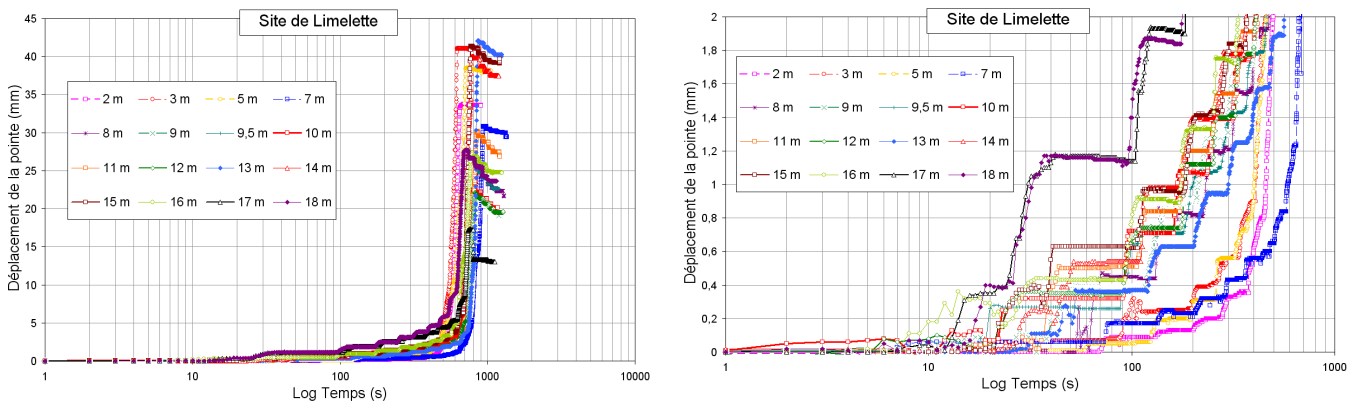 Site de Limelette
Déplacement de la pointe (mm)
45
40
35
30
25
20
15
10
5
0
2 m 3 m 5 m 7 m
8 m 9 m 9,5 m 10 m
11 m 12 m 13 m 14 m
15 m 16 m 17 m 18 m
1 10 100 1000 10000
Log Temps (s)
Site de Limelette
Déplacement de la pointe (mm)
2
1,8
1,6
1,4
1,2
1
0,8
0,6
0,4
0,2
0
2 m 3 m 5 m 7 m
8 m 9 m 9,5 m 10 m
11 m 12 m 13 m 14 m
15 m 16 m 17 m 18 m
1 10 100 1000
Log Temps (s)